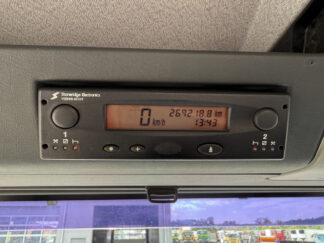 Stoneridge Electronics
0 km/h
269218.8 km
13:43
1
2